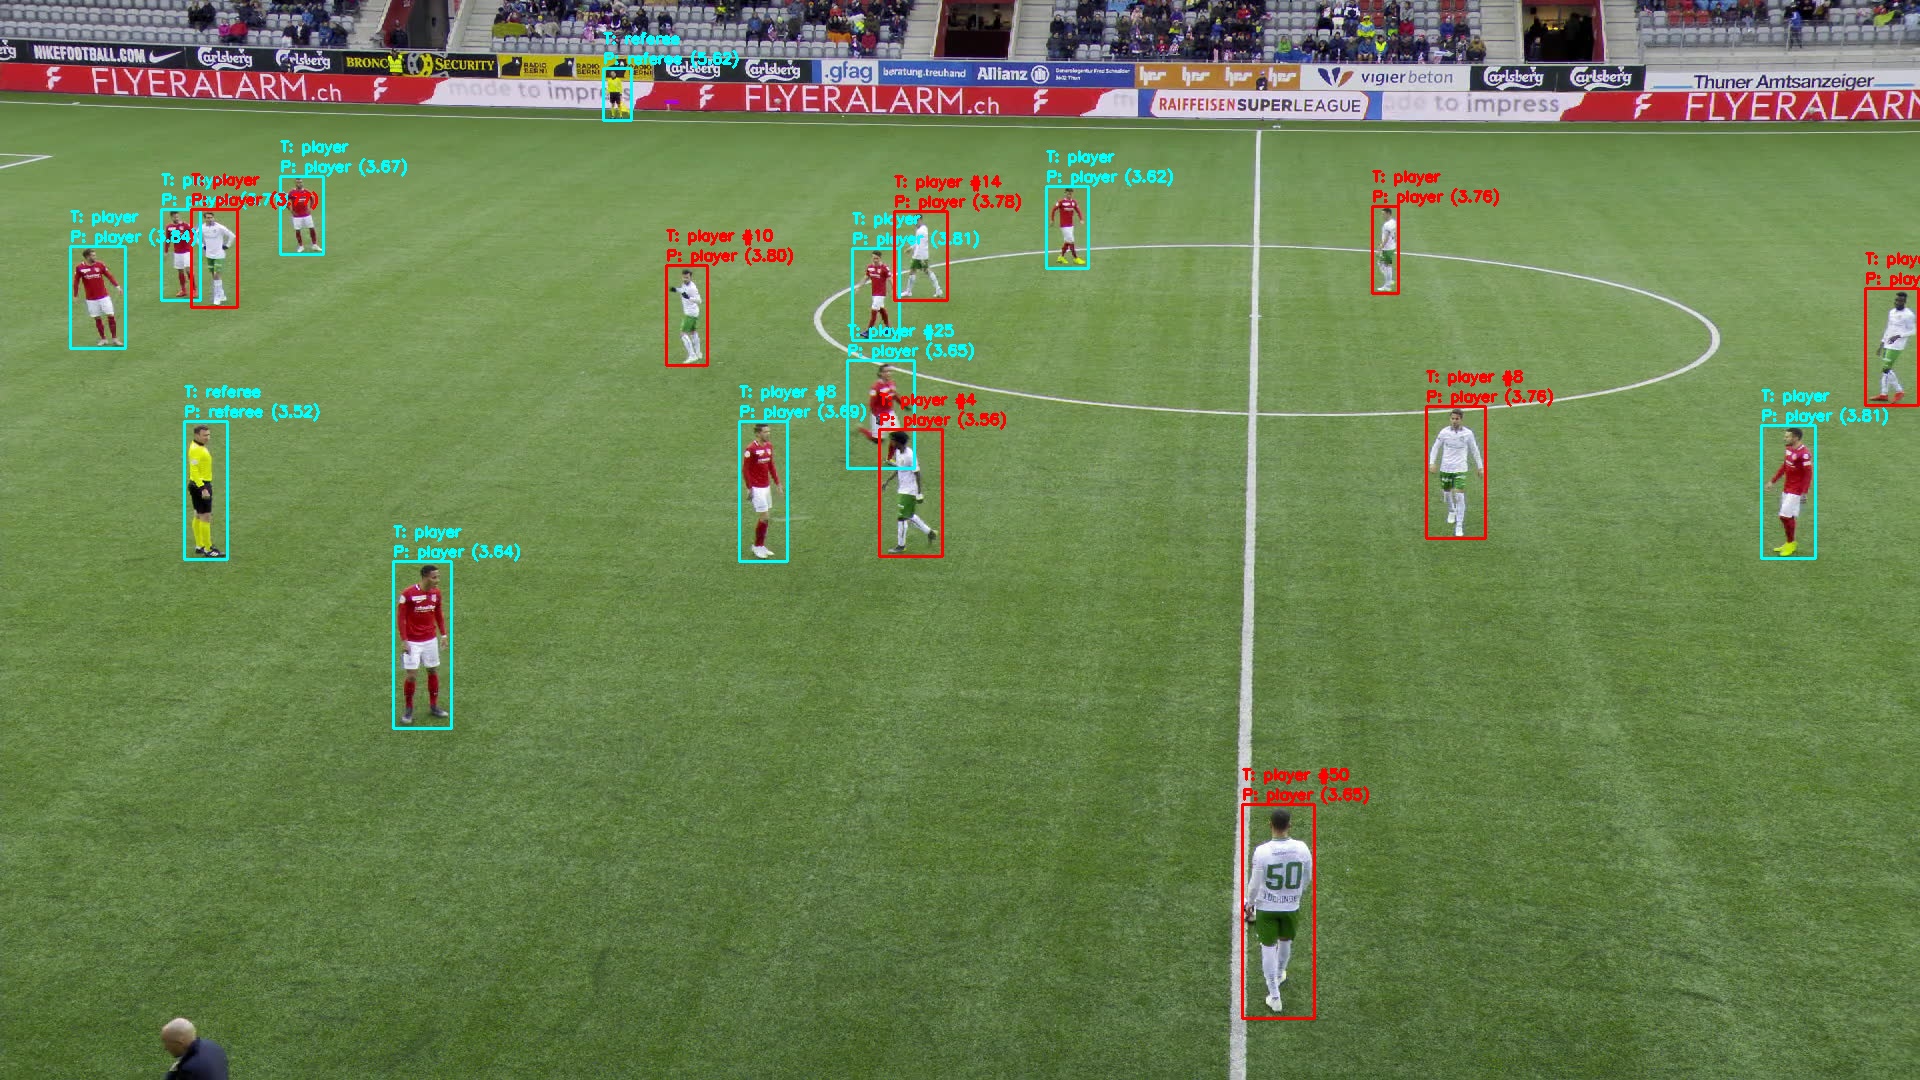 NIKEFOOTBALL.COM
Carlsberg
Carlsberg
SECURITY
Carlsberg
Carlsberg
.gfag
beratung.treuhand
Allianz
vigier beton
Carlsberg
Carlsberg
Thuner Amtsanzeiger
FLYERALARM.ch
made to impress
FLYERALARM.ch
RAIFFEISEN SUPER LEAGUE
to impress
FLYERALARM
T: referee
P: referee (3.62)
T: player
P: player (3.67)
T: player
T: player
P: player
T: player #14
P: player (3.78)
T: player
P: player (3.62)
T: player
P: player (3.76)
T: player
P: player (3.81)
T: player #10
P: player (3.80)
T: player #25
P: player (3.65)
T: referee
P: referee (3.52)
T: player #8
P: player (3.69)
T: player #4
P: player (3.56)
T: player #8
P: player (3.76)
T: player
P: player (3.81)
T: player
P: player (3.64)
T: player #50
P: player (3.65)
50